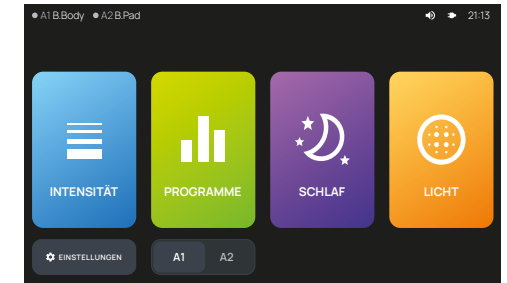 A1 B.Body A2 B.Pad 21:13
INTENSITÄT PROGRAMME SCHLAF LICHT
EINSTELLUNGEN A1 A2